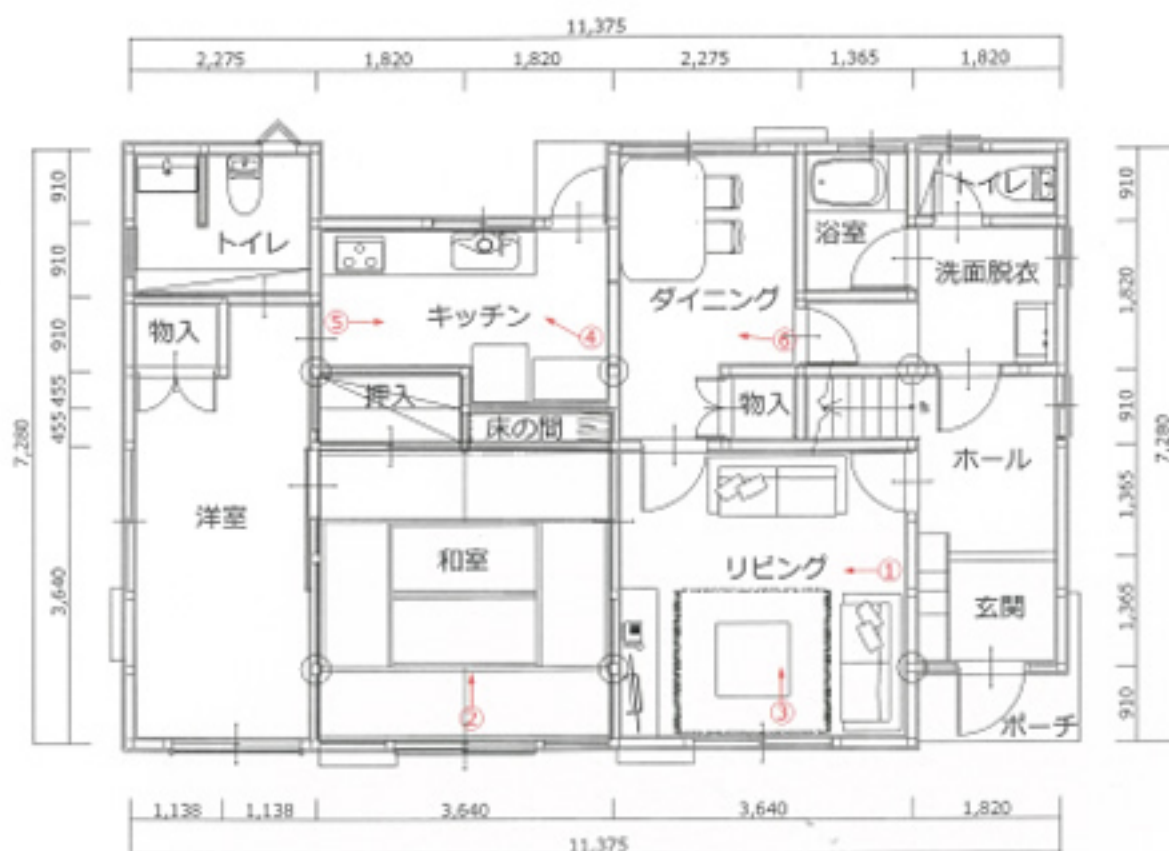 11,375
2,275 1,820 1,820 2,275 1,365 1,820
7,280
910
910
910
455
455
3,640
910
1,820
910
1,365
1,365
910
7,280
トイレ
トイレ
浴室
洗面脱衣
ダイニング
キッチン
⑤
④
⑥
物入
押入
床の間
物入
ホール
洋室
和室
リビング
①
玄関
②
③
ポーチ
1,138 1,138 3,640 3,640 1,820
11,375